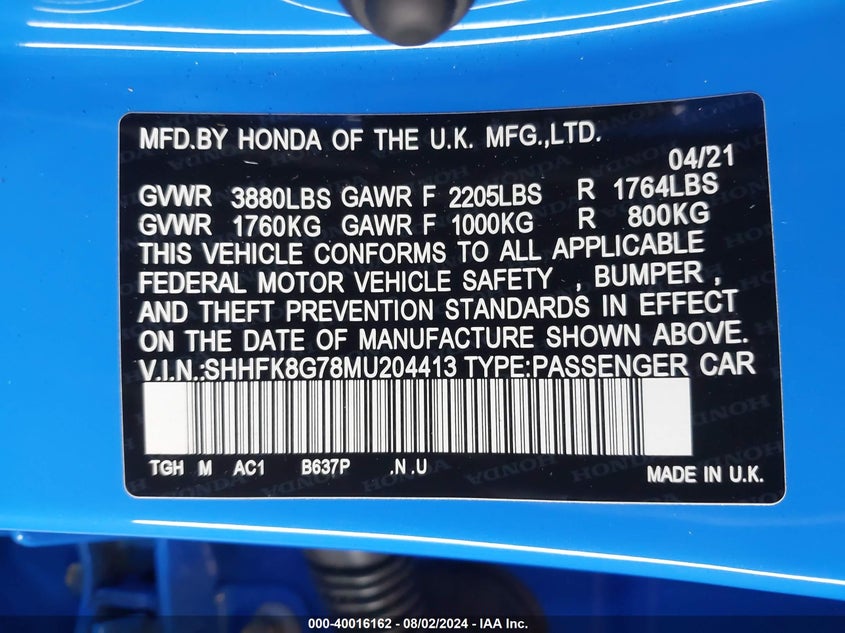 MFD.BY HONDA OF THE U.K. MFG.,LTD.
04/21
GVWR 3880LBS GAWR F 2205LBS R 1764LBS
GVWR 1760KG GAWR F 1000KG R 800KG
THIS VEHICLE CONFORMS TO ALL APPLICABLE
FEDERAL MOTOR VEHICLE SAFETY , BUMPER ,
AND THEFT PREVENTION STANDARDS IN EFFECT
ON THE DATE OF MANUFACTURE SHOWN ABOVE.
V.I.N.:SHHFK8G78MU204413 TYPE:PASSENGER CAR
TGH M AC1 B637P .N .U
MADE IN U.K.
000-40016162 - 08/02/2024 - IAA Inc.